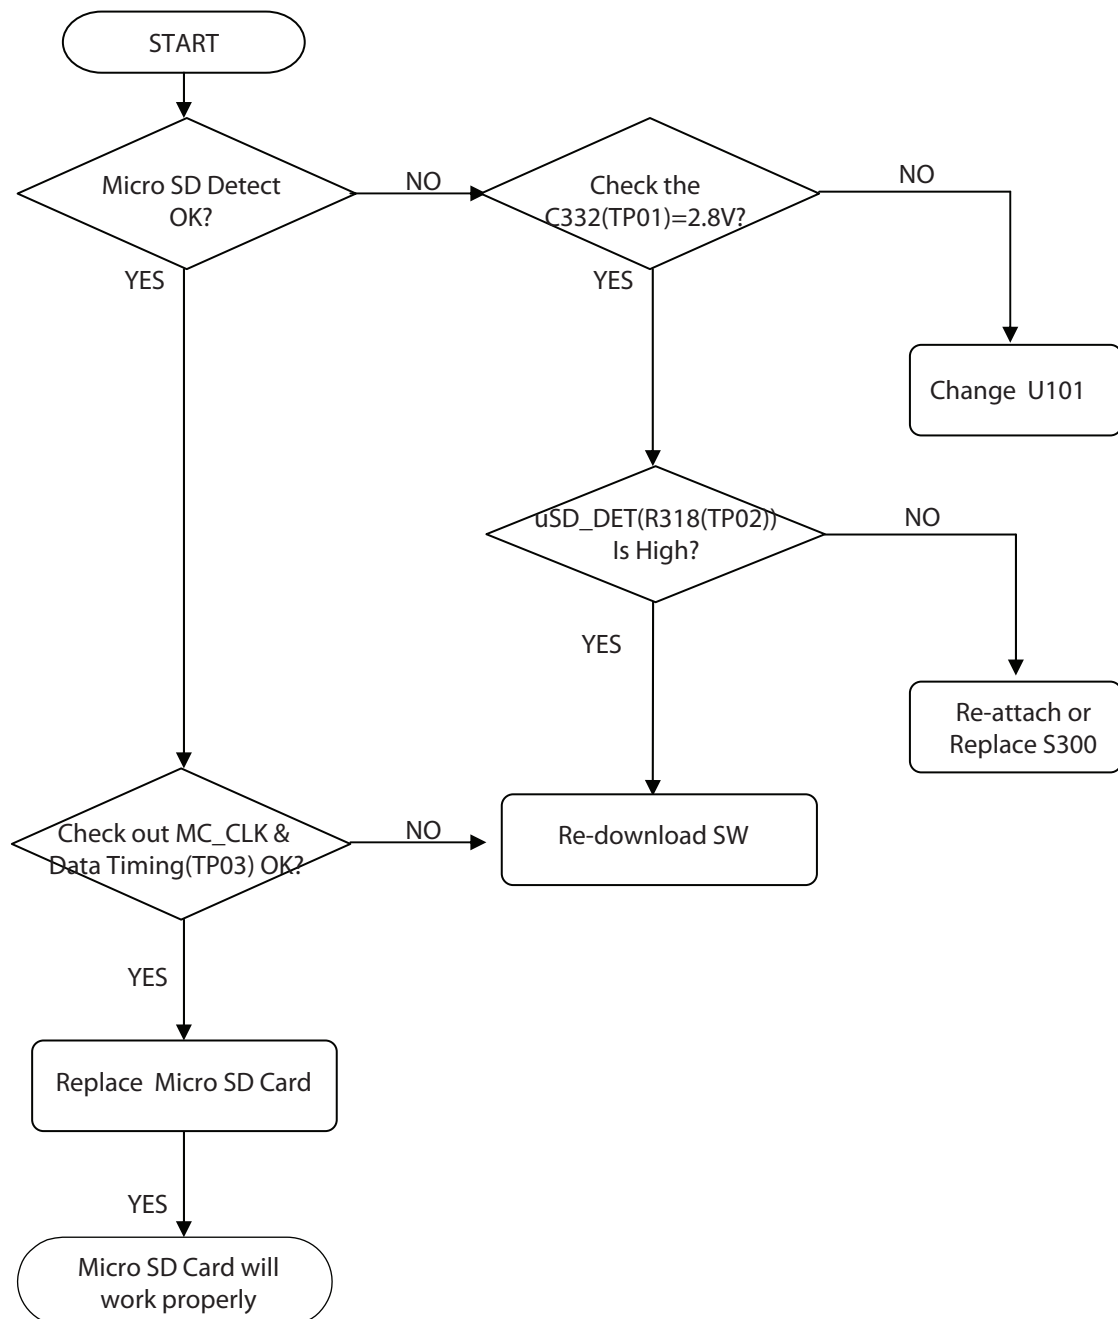 START
Micro SD Detect
OK?
NO
Check the
C332(TP01)=2.8V?
NO
YES
YES
Change U101
uSD_DET(R318(TP02))
Is High?
NO
YES
Re-attach or
Replace S300
Check out MC_CLK &
Data Timing(TP03) OK?
NO
Re-download SW
YES
Replace Micro SD Card
YES
Micro SD Card will
work properly